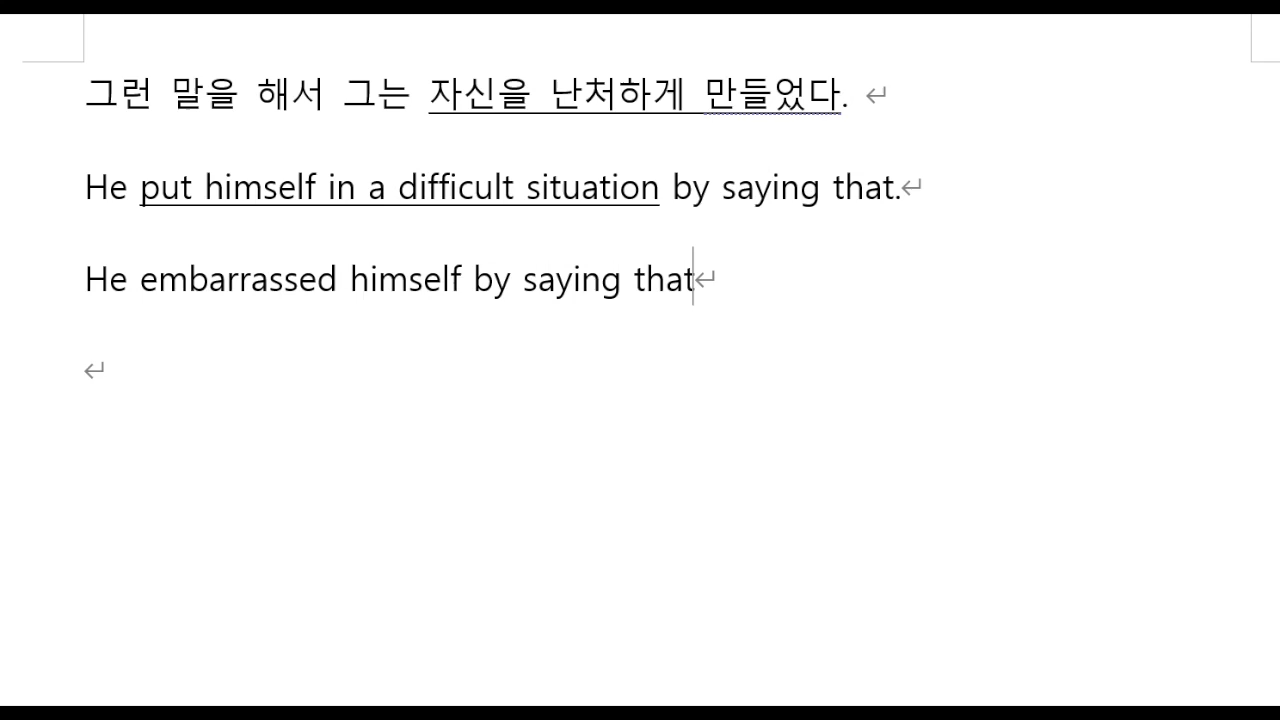 그런 말을 해서 그는 자신을 난처하게 만들었다.
He put himself in a difficult situation by saying that.
He embarrassed himself by saying that